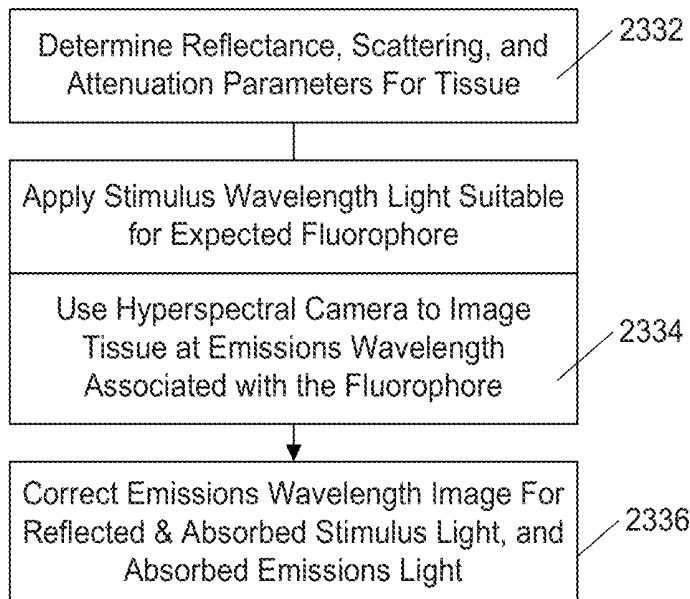 Determine Reflectance, Scattering, and
Attenuation Parameters For Tissue
2332
Apply Stimulus Wavelength Light Suitable
for Expected Fluorophore
Use Hyperspectral Camera to Image
Tissue at Emissions Wavelength
Associated with the Fluorophore
2334
Correct Emissions Wavelength Image For
Reflected & Absorbed Stimulus Light, and
Absorbed Emissions Light
2336